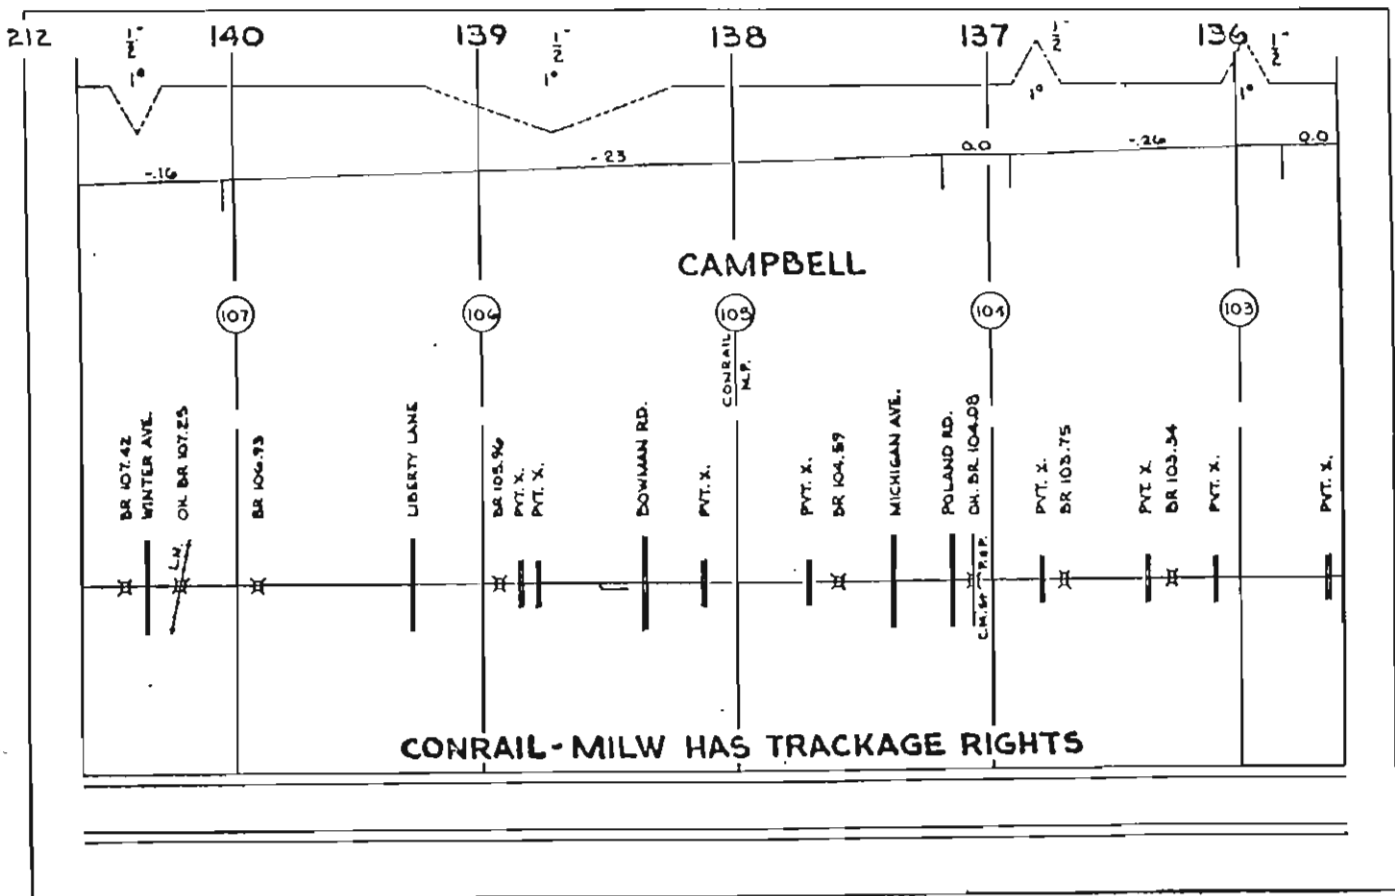 212 140 139 138 137 136
1/2- 1/2- 1/2- 1/2-
1° 1° 1° 1°
-.16 -.23 0.0 -.26 0.0
CAMPBELL
107 106 105 104 103
CONRAIL
M.P.
BR 107.42
WINTER AVE.
OH. BR 107.25
L.N.
BR 106.93
LIBERTY LANE
BR 105.96
PVT. X.
PVT. X.
BOWMAN RD.
PVT. X.
PVT. X.
BR 104.59
MICHIGAN AVE.
POLAND RD.
OH. BR 104.08
C.M. St. P. & P.
PVT. X.
BR 103.75
PVT X.
BR 103.34
PVT. X.
PVT. X.
CONRAIL-MILW HAS TRACKAGE RIGHTS